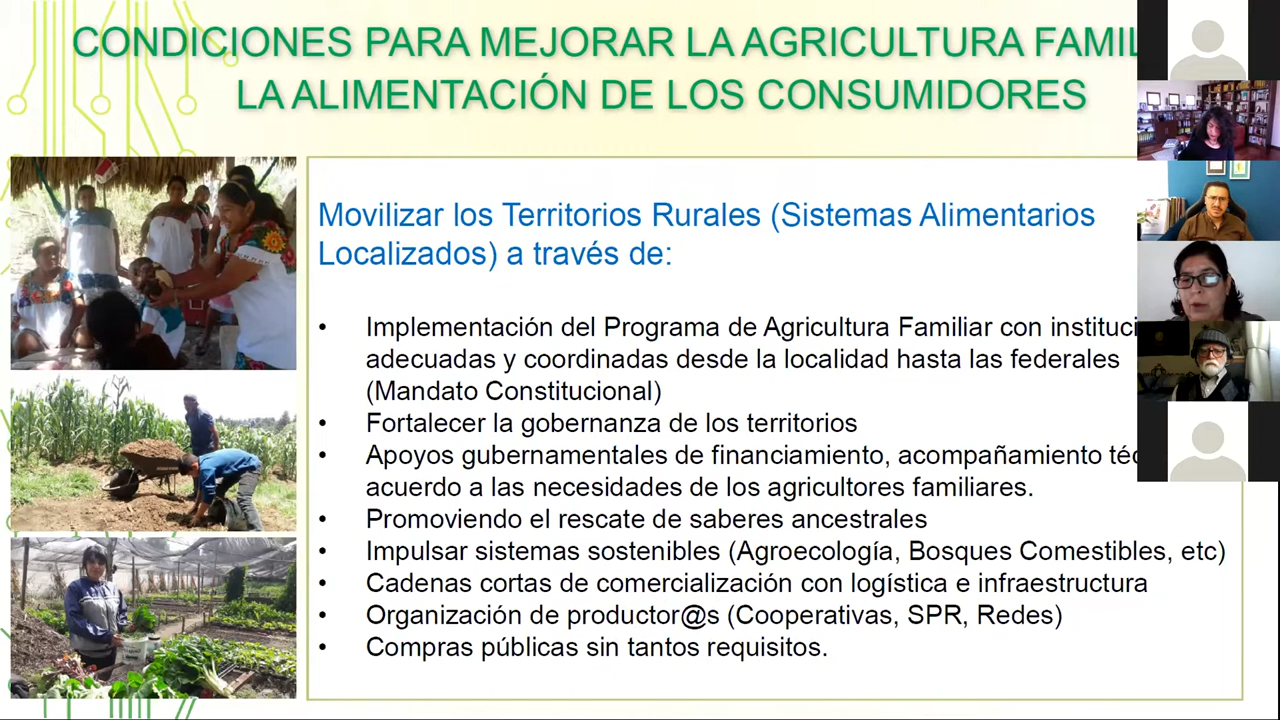 CONDICIONES PARA MEJORAR LA AGRICULTURA
LA ALIMENTACIÓN DE LOS CONSUMIDORES
Movilizar los Territorios Rurales (Sistemas Alimentarios
Localizados) a través de:
• Implementación del Programa de Agricultura Familiar con
adecuadas y coordinadas desde la localidad hasta las federales
(Mandato Constitucional)
• Fortalecer la gobernanza de los territorios
• Apoyos gubernamentales de financiamiento, acompañamiento
acuerdo a las necesidades de los agricultores familiares.
• Promoviendo el rescate de saberes ancestrales
• Impulsar sistemas sostenibles (Agroecología, Bosques Comestibles, etc)
• Cadenas cortas de comercialización con logística e infraestructura
• Organización de productor@s (Cooperativas, SPR, Redes)
• Compras públicas sin tantos requisitos.